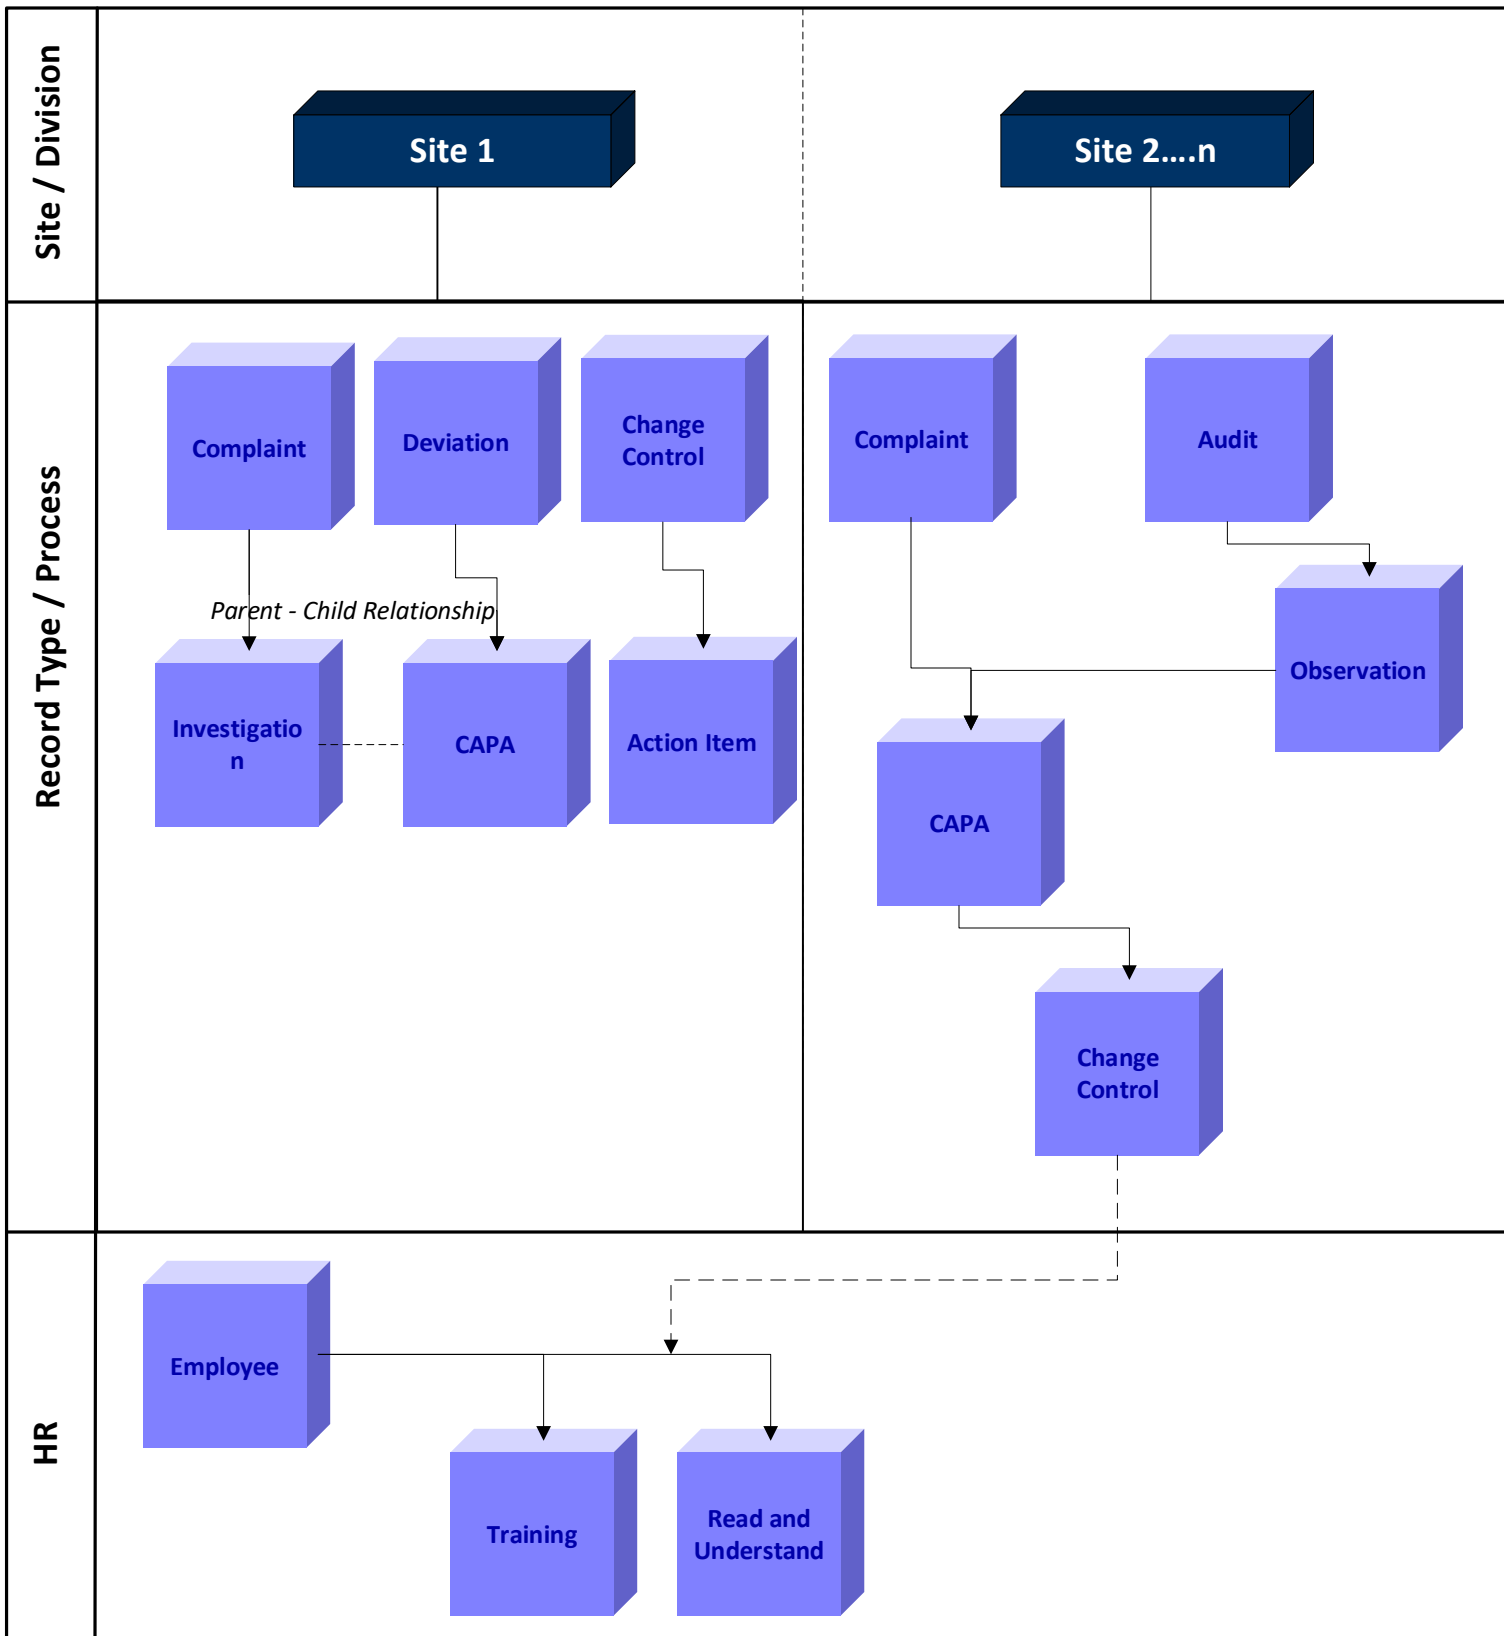 Site / Division
Site 1
Site 2....n
Record Type / Process
Complaint
Deviation
Change
Control
Complaint
Audit
Parent - Child Relationship
Investigatio
n
CAPA
Action Item
Observation
CAPA
Change
Control
HR
Employee
Training
Read and
Understand